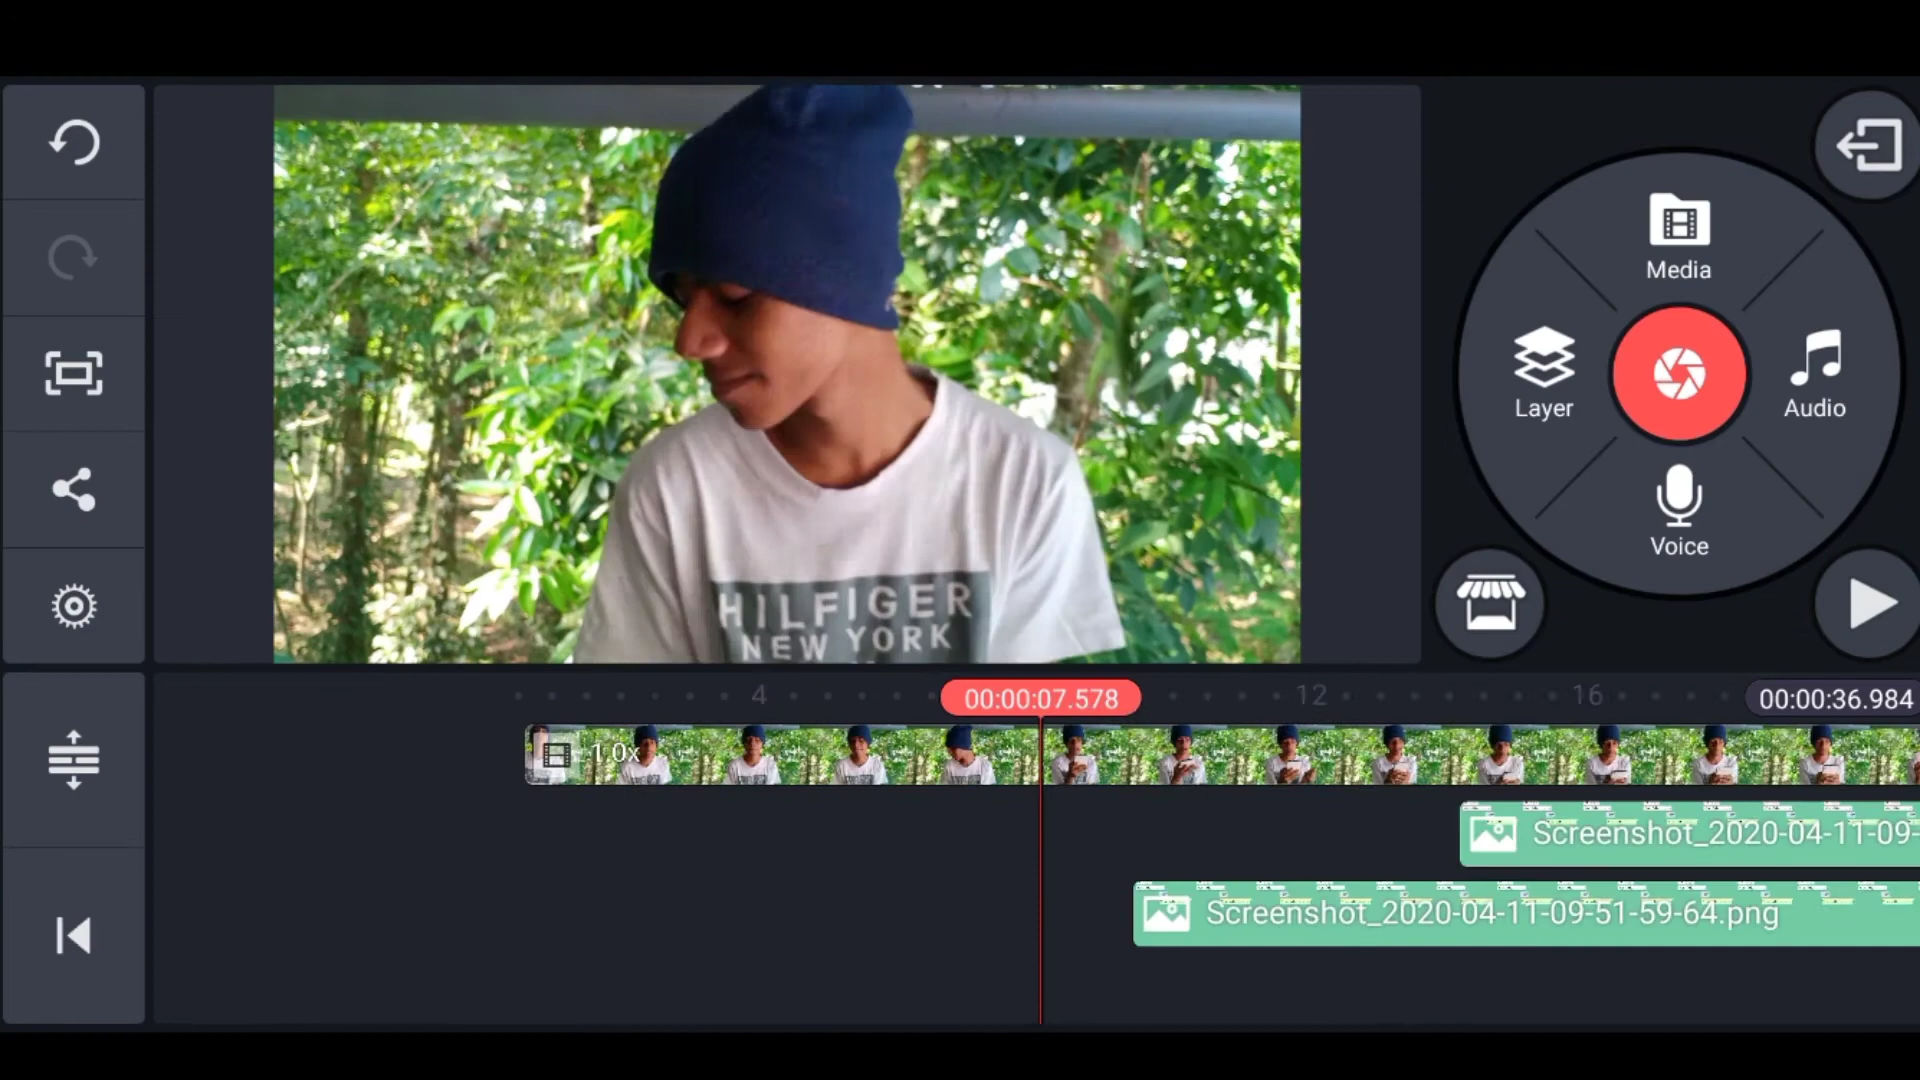 Media
Layer
Audio
Voice
HILFIGER
NEW YORK
4
00:00:07.578
12
16
00:00:36.984
1.0x
Screenshot_2020-04-11-09-
Screenshot_2020-04-11-09-51-59-64.png